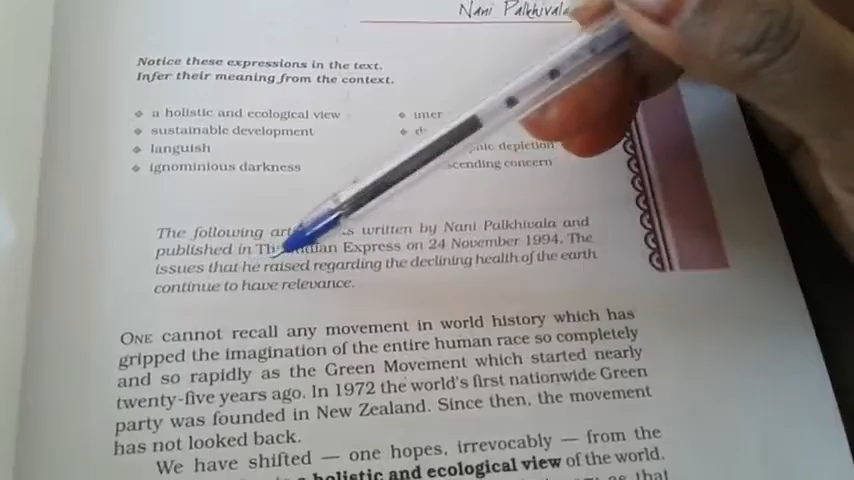 Nani Palkhivala
Notice these expressions in the text.
Infer their meaning from the context.
❖ a holistic and ecological view
❖ sustainable development
❖ languish
❖ ignominious darkness
❖ inter
❖
depletion
scending concern
The following written by Nani Palkhivala and
published in Express on 24 November 1994. The
issues that he raised regarding the declining health of the earth
continue to have relevance.
ONE cannot recall any movement in world history which has
gripped the imagination of the entire human race so completely
and so rapidly as the Green Movement which started nearly
twenty-five years ago. In 1972 the world's first nationwide Green
party was founded in New Zealand. Since then, the movement
has not looked back.
We have shifted — one hopes, irrevocably — from the
holistic and ecological view of the world.
as that